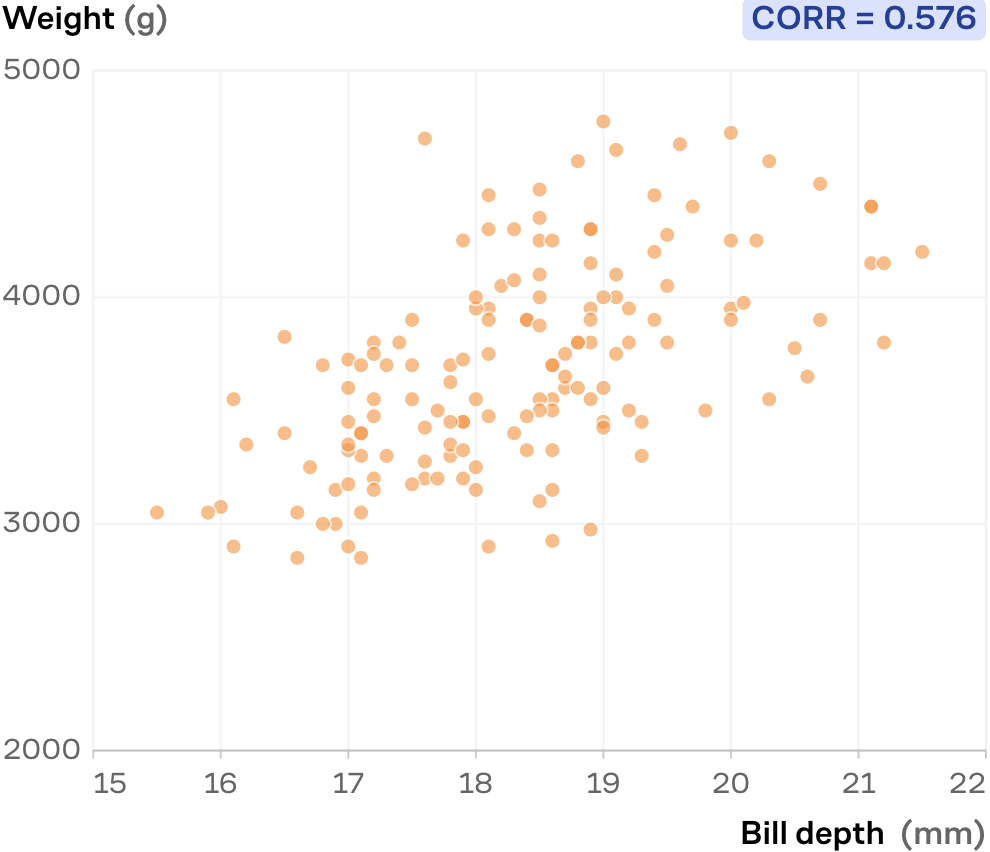 Weight (g)
CORR = 0.576
5000
4000
3000
2000
15 16 17 18 19 20 21 22
Bill depth (mm)